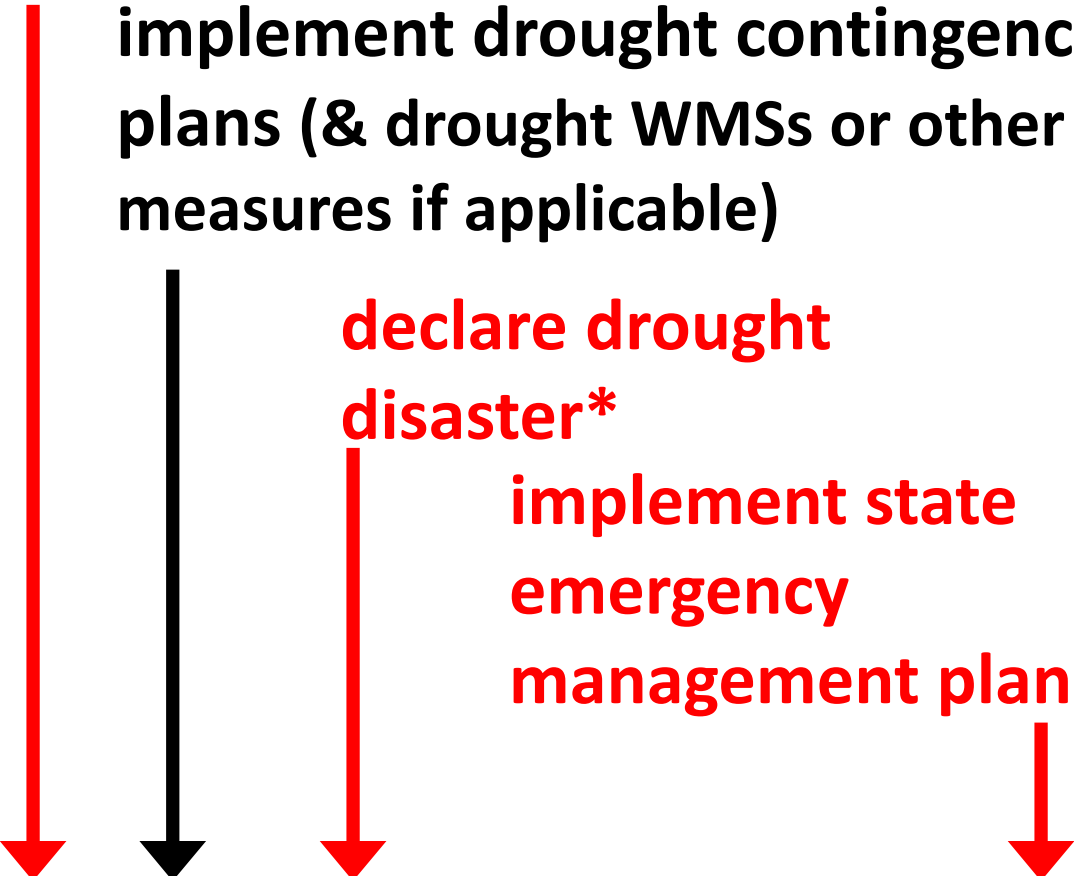 implement drought contingenc
plans (& drought WMSs or other
measures if applicable)
declare drought
disaster*
implement state
emergency
management plan